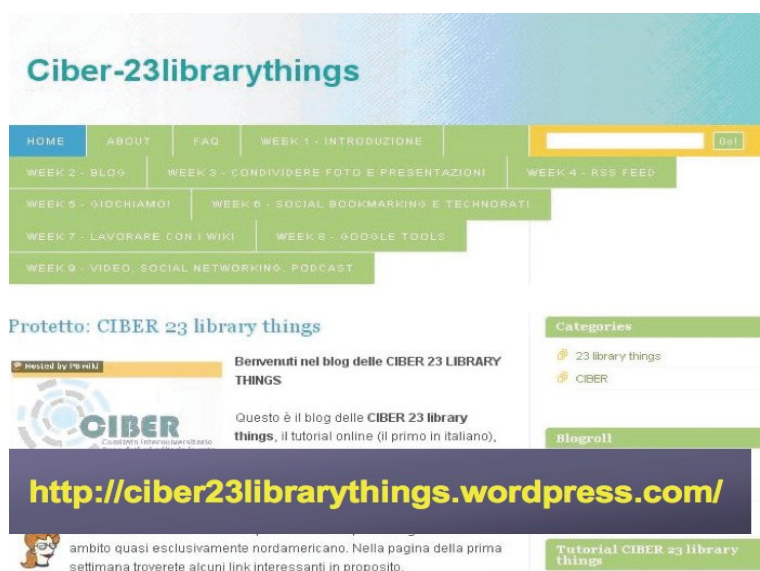 Ciber-23librarythings
HOME ABOUT FAQ WEEK 1 - INTRODUZIONE Go!
WEEK 2 - BLOG WEEK 3 - CONDIVIDERE FOTO E PRESENTAZIONI WEEK 4 - RSS FEED
WEEK 5 - GIOCHIAMO! WEEK 6 - SOCIAL BOOKMARKING E TECHNORATI
WEEK 7 - LAVORARE CON I WIKI WEEK 8 - GOOGLE TOOLS
WEEK 9 - VIDEO, SOCIAL NETWORKING, PODCAST
Protetto: CIBER 23 library things
Hosted by PBwiki
CIBER
Comitato Interuniversitario
Benvenuti nel blog delle CIBER 23 LIBRARY
THINGS
Questo è il blog delle CIBER 23 library
things, il tutorial online (il primo in italiano),
Categories
23 library things
CIBER
Blogroll
http://ciber23librarythings.wordpress.com/
ambito quasi esclusivamente nordamericano. Nella pagina della prima
settimana troverete alcuni link interessanti in proposito.
Tutorial CIBER 23 library
things